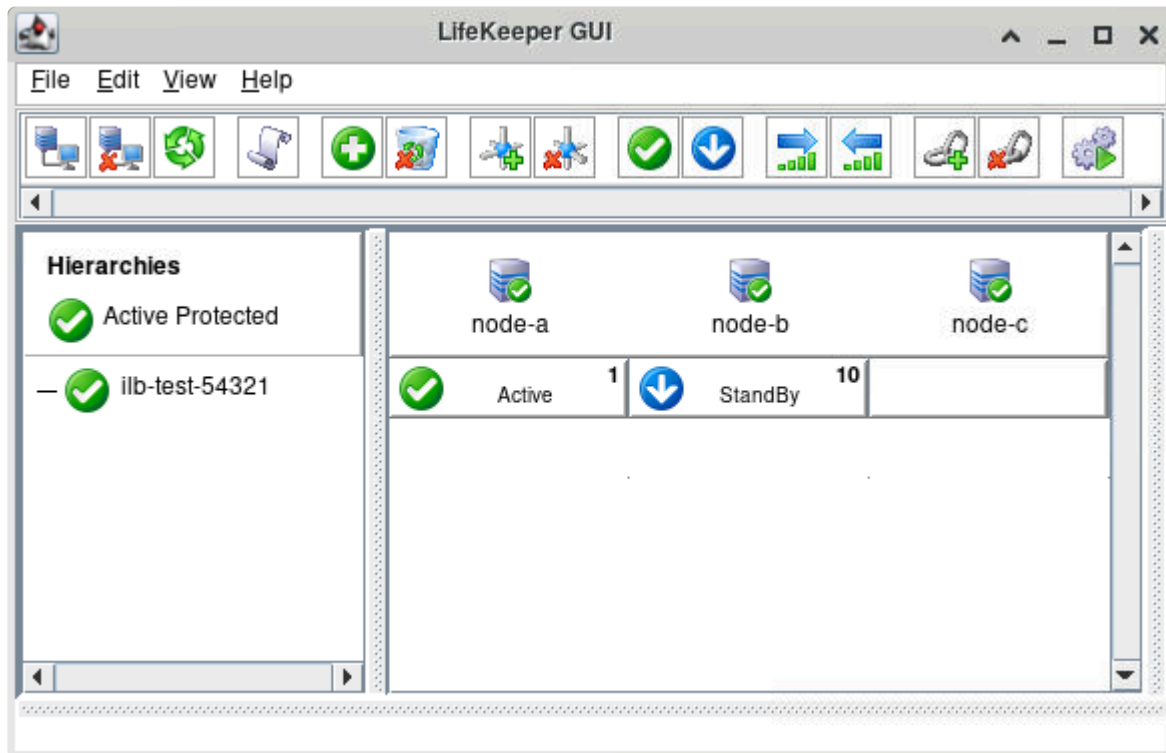 LifeKeeper GUI
File Edit View Help
Hierarchies
Active Protected
node-a node-b node-c
ilb-test-54321
Active 1 StandBy 10